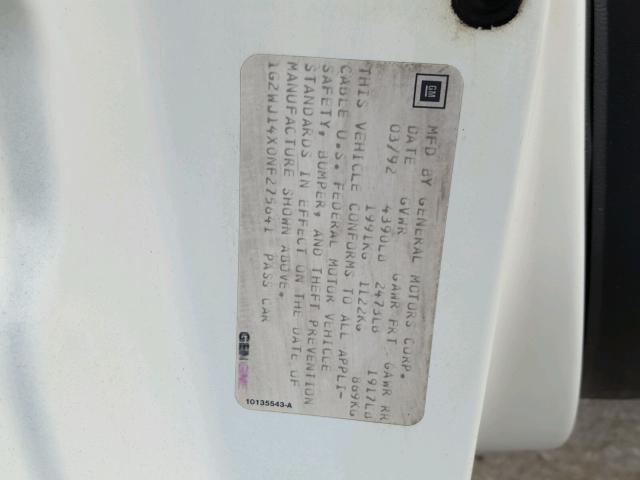 GM
MFD BY GENERAL MOTORS CORP.
DATE GVWR GAWR FRT GAWR RR
03/92 4390LB 2473LB 1917LB
1991KG 1122KG 869KG
THIS VEHICLE CONFORMS TO ALL APPLI-
CABLE U.S. FEDERAL MOTOR VEHICLE
SAFETY, BUMPER, AND THEFT PREVENTION
STANDARDS IN EFFECT ON THE DATE OF
MANUFACTURE SHOWN ABOVE.
1G2WJ14X0NF275641 PASS CAR
10135543-A